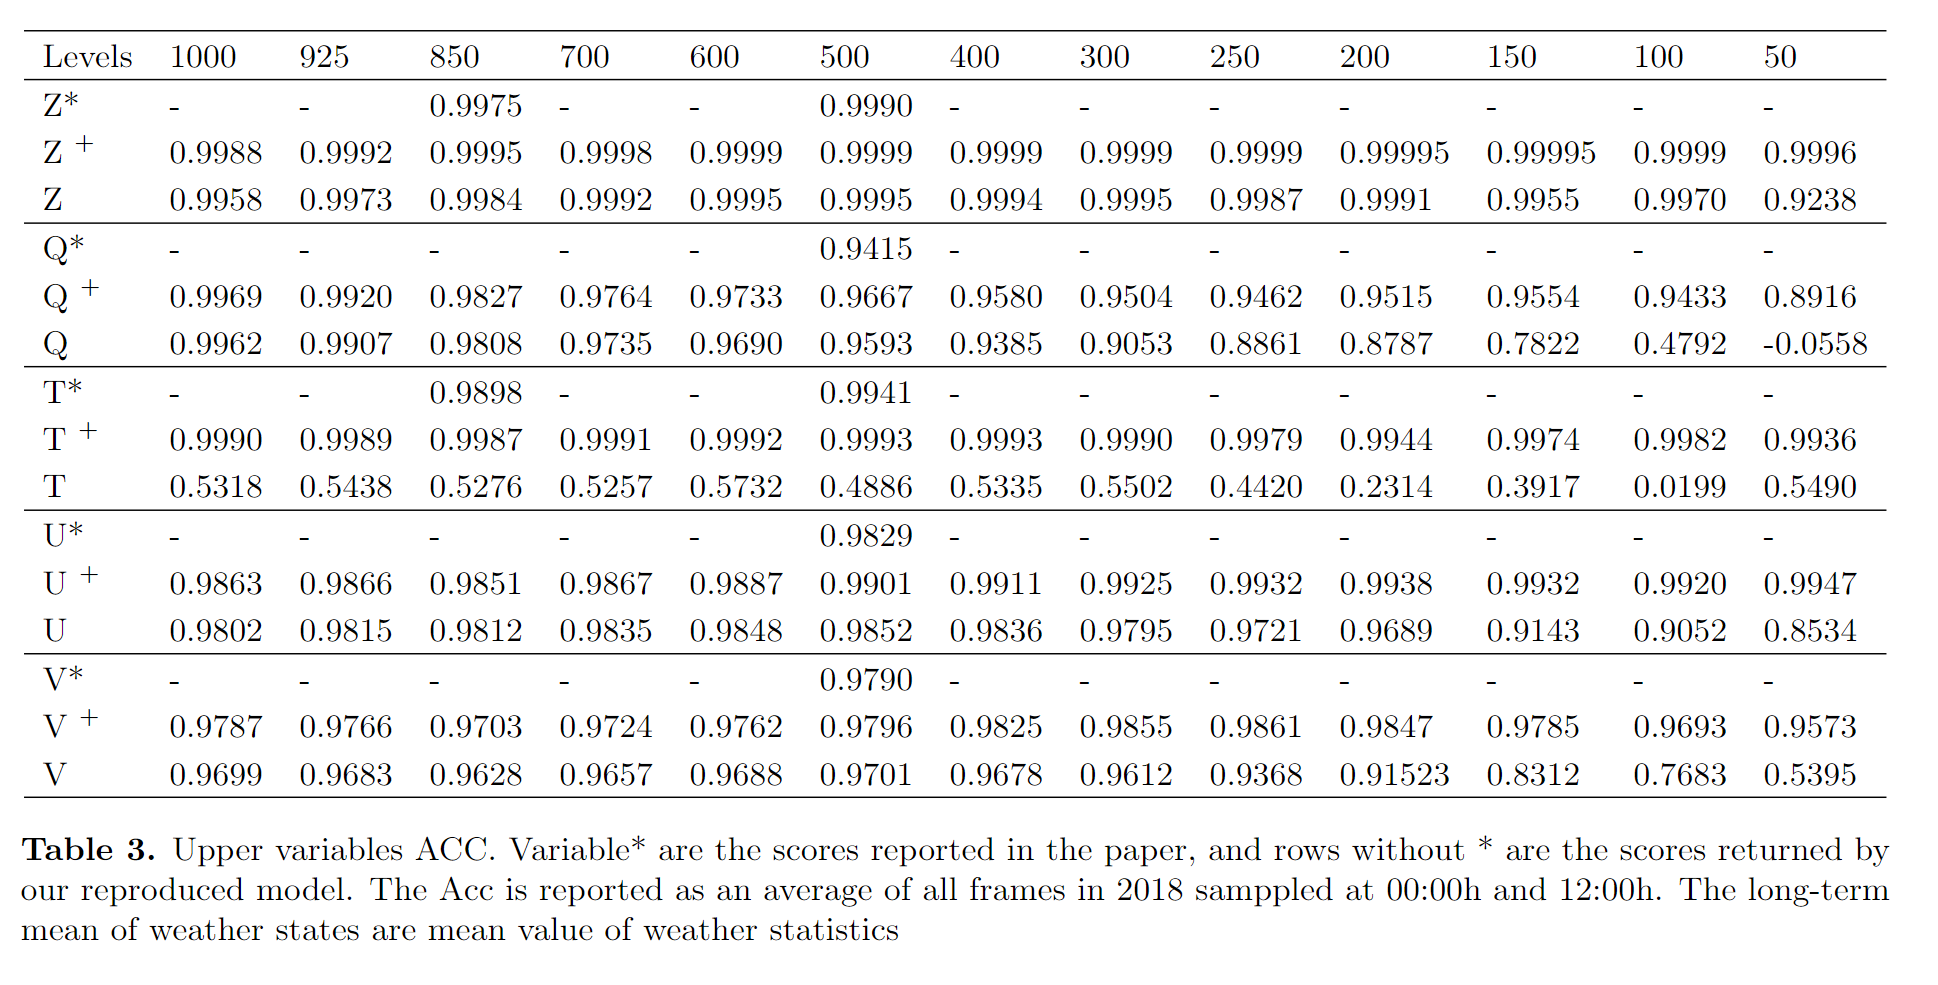 Levels 1000 925 850 700 600 500 400 300 250 200 150 100 50
Z* - - 0.9975 - - 0.9990 - - - - - - -
Z + 0.9988 0.9992 0.9995 0.9998 0.9999 0.9999 0.9999 0.9999 0.9999 0.99995 0.99995 0.9999 0.9996
Z 0.9958 0.9973 0.9984 0.9992 0.9995 0.9995 0.9994 0.9995 0.9987 0.9991 0.9955 0.9970 0.9238
Q* - - - - - 0.9415 - - - - - - -
Q + 0.9969 0.9920 0.9827 0.9764 0.9733 0.9667 0.9580 0.9504 0.9462 0.9515 0.9554 0.9433 0.8916
Q 0.9962 0.9907 0.9808 0.9735 0.9690 0.9593 0.9385 0.9053 0.8861 0.8787 0.7822 0.4792 -0.0558
T* - - 0.9898 - - 0.9941 - - - - - - -
T + 0.9990 0.9989 0.9987 0.9991 0.9992 0.9993 0.9993 0.9990 0.9979 0.9944 0.9974 0.9982 0.9936
T 0.5318 0.5438 0.5276 0.5257 0.5732 0.4886 0.5335 0.5502 0.4420 0.2314 0.3917 0.0199 0.5490
U* - - - - - 0.9829 - - - - - - -
U + 0.9863 0.9866 0.9851 0.9867 0.9887 0.9901 0.9911 0.9925 0.9932 0.9938 0.9932 0.9920 0.9947
U 0.9802 0.9815 0.9812 0.9835 0.9848 0.9852 0.9836 0.9795 0.9721 0.9689 0.9143 0.9052 0.8534
V* - - - - - 0.9790 - - - - - - -
V + 0.9787 0.9766 0.9703 0.9724 0.9762 0.9796 0.9825 0.9855 0.9861 0.9847 0.9785 0.9693 0.9573
V 0.9699 0.9683 0.9628 0.9657 0.9688 0.9701 0.9678 0.9612 0.9368 0.91523 0.8312 0.7683 0.5395
Table 3. Upper variables ACC. Variable* are the scores reported in the paper, and rows without * are the scores returned by
our reproduced model. The Acc is reported as an average of all frames in 2018 samppled at 00:00h and 12:00h. The long-term
mean of weather states are mean value of weather statistics